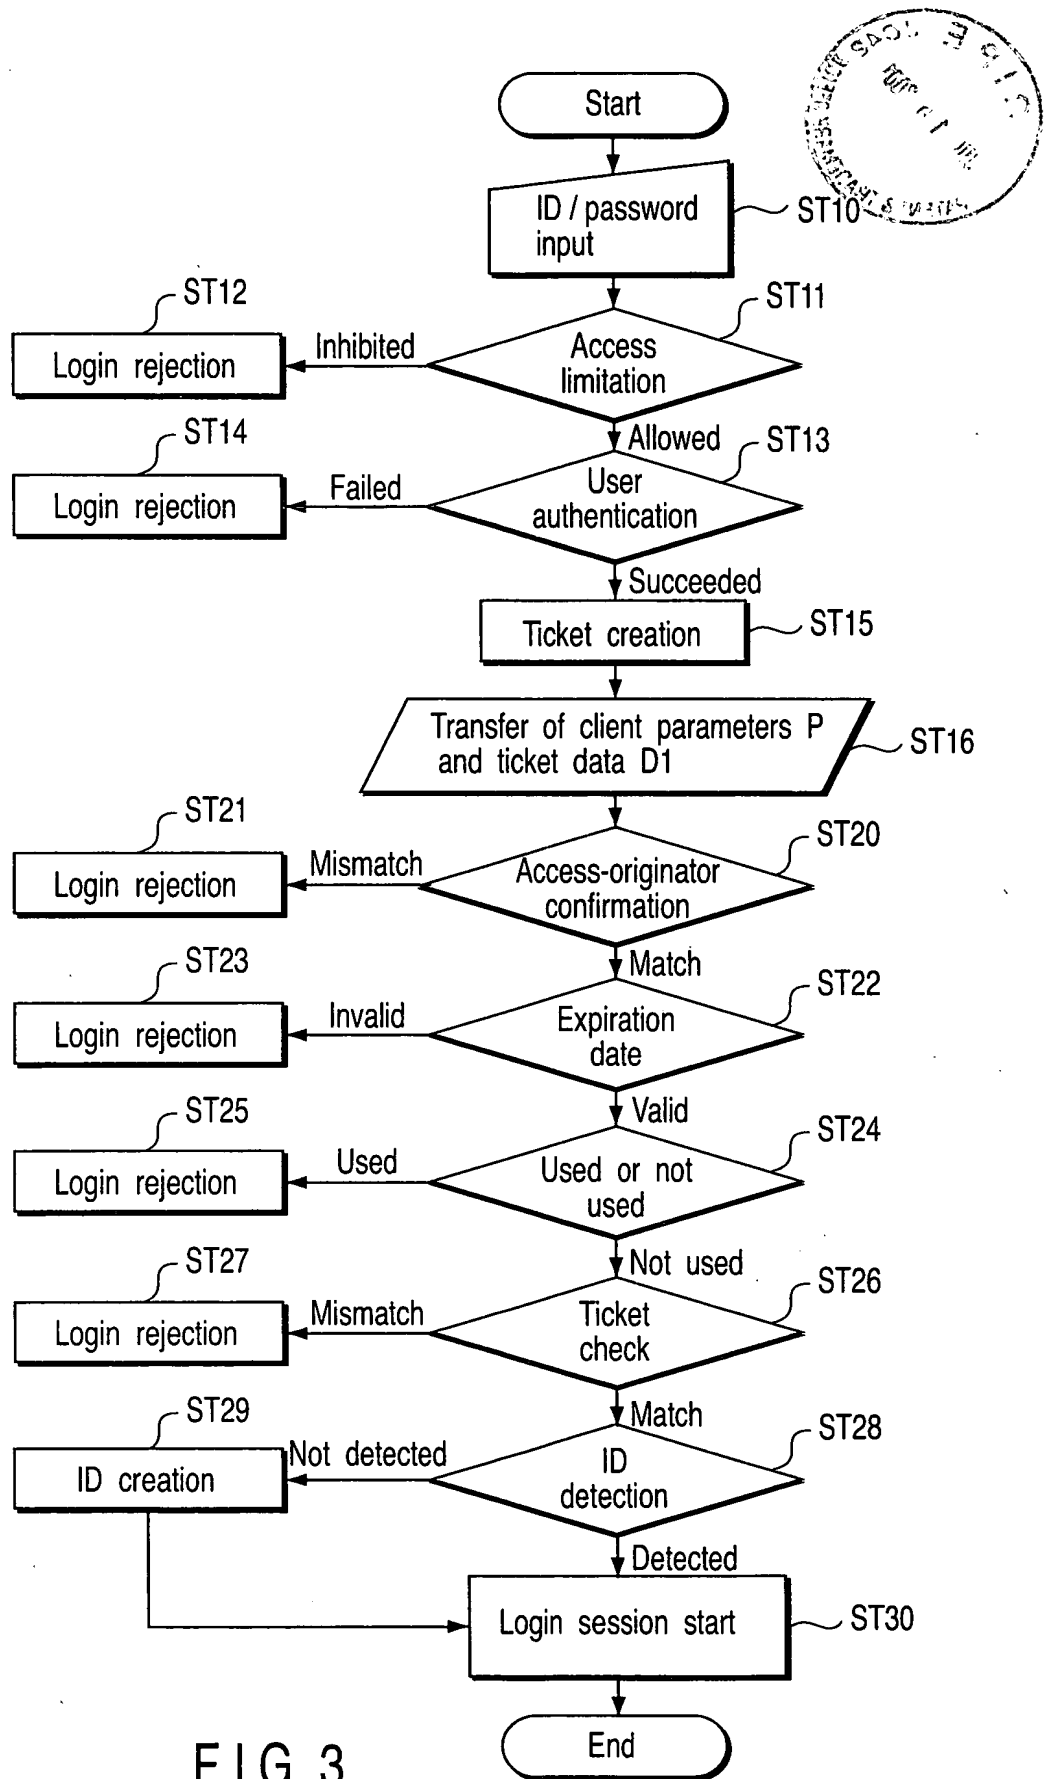 Start
ID / password
input
ST10
ST11
ST12
Access
limitation
Inhibited
Login rejection
Allowed
ST13
ST14
User
authentication
Failed
Login rejection
Succeeded
Ticket creation
ST15
Transfer of client parameters P
and ticket data D1
ST16
ST20
ST21
Access-originator
confirmation
Mismatch
Login rejection
Match
ST22
ST23
Expiration
date
Invalid
Login rejection
Valid
ST24
ST25
Used or not
used
Used
Login rejection
Not used
ST26
ST27
Ticket
check
Mismatch
Login rejection
Match
ST28
ST29
ID
detection
Not detected
ID creation
Detected
Login session start
ST30
End
FIG. 3